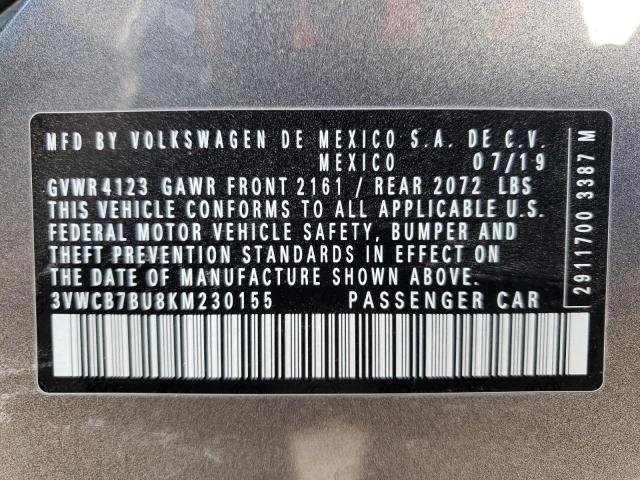 MFD BY VOLKSWAGEN DE MEXICO S.A. DE C.V.
MEXICO 07/19
GVWR 4123 GAWR FRONT 2161 / REAR 2072 LBS
THIS VEHICLE CONFORMS TO ALL APPLICABLE U.S.
FEDERAL MOTOR VEHICLE SAFETY, BUMPER AND
THEFT PREVENTION STANDARDS IN EFFECT ON
THE DATE OF MANUFACTURE SHOWN ABOVE.
3VWCB7BU8KM230155 PASSENGER CAR
2911700 3387 M